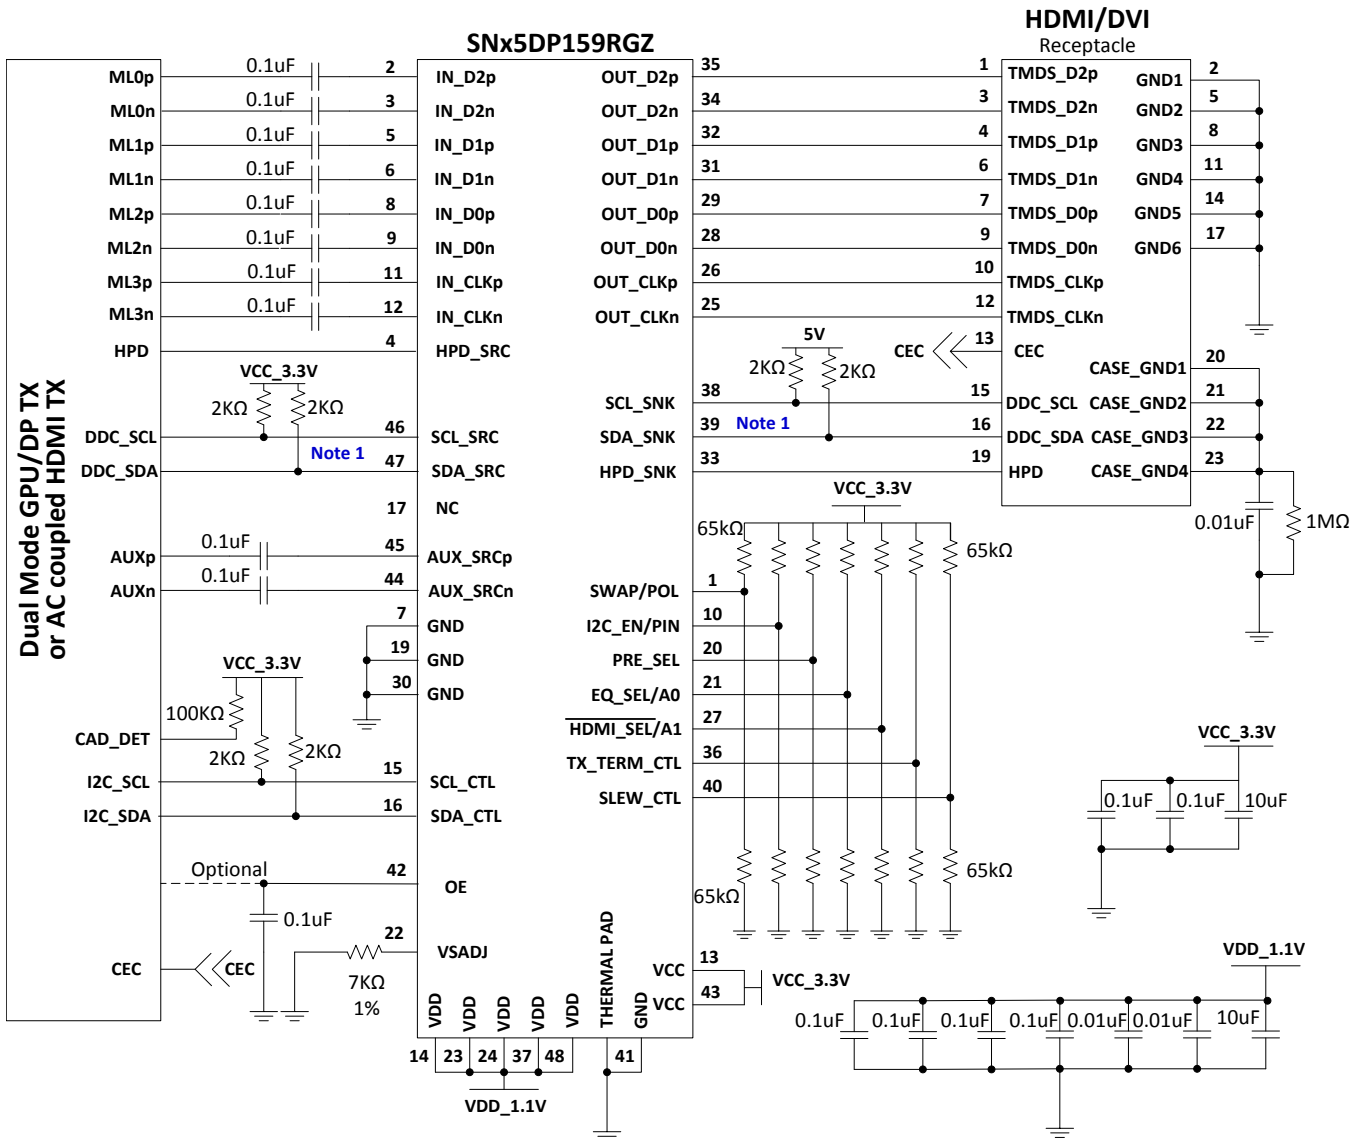 HDMI/DVI
Receptacle
SNx5DP159RGZ
Dual Mode GPU/DP TX
or AC coupled HDMI TX
ML0p 0.1uF 2 IN_D2p OUT_D2p 35 1 TMDS_D2p GND1 2
ML0n 0.1uF 3 IN_D2n OUT_D2n 34 3 TMDS_D2n GND2 5
ML1p 0.1uF 5 IN_D1p OUT_D1p 32 4 TMDS_D1p GND3 8
ML1n 0.1uF 6 IN_D1n OUT_D1n 31 6 TMDS_D1n GND4 11
ML2p 0.1uF 8 IN_D0p OUT_D0p 29 7 TMDS_D0p GND5 14
ML2n 0.1uF 9 IN_D0n OUT_D0n 28 9 TMDS_D0n GND6 17
ML3p 0.1uF 11 IN_CLKp OUT_CLKp 26 10 TMDS_CLKp
ML3n 0.1uF 12 IN_CLKn OUT_CLKn 25 12 TMDS_CLKn
HPD 4 HPD_SRC 5V CEC 13 CEC
VCC_3.3V 2KΩ 2KΩ CASE_GND1 20
2KΩ 2KΩ SCL_SNK 38 15 DDC_SCL CASE_GND2 21
DDC_SCL 46 SCL_SRC SDA_SNK 39 Note 1 16 DDC_SDA CASE_GND3 22
DDC_SDA Note 1 47 SDA_SRC HPD_SNK 33 19 HPD CASE_GND4 23
17 NC VCC_3.3V 0.01uF 1MΩ
65kΩ 65kΩ
AUXp 0.1uF 45 AUX_SRCp
AUXn 0.1uF 44 AUX_SRCn SWAP/POL 1
7 GND I2C_EN/PIN 10
19 GND PRE_SEL 20
30 GND EQ_SEL/A0 21
VCC_3.3V
100KΩ HDMI_SEL/A1 27
CAD_DET 2KΩ 2KΩ TX_TERM_CTL 36 VCC_3.3V
I2C_SCL 15 SCL_CTL SLEW_CTL 40
I2C_SDA 16 SDA_CTL 0.1uF 0.1uF 10uF
Optional 42 OE 65kΩ 65kΩ
0.1uF
22 VSADJ
CEC CEC 7KΩ
1%
VCC 13
VCC 43 VCC_3.3V
VDD_1.1V
0.1uF 0.1uF 0.1uF 0.1uF 0.01uF 0.01uF 10uF
VDD VDD VDD VDD VDD THERMAL PAD GND
14 23 24 37 48 41
VDD_1.1V